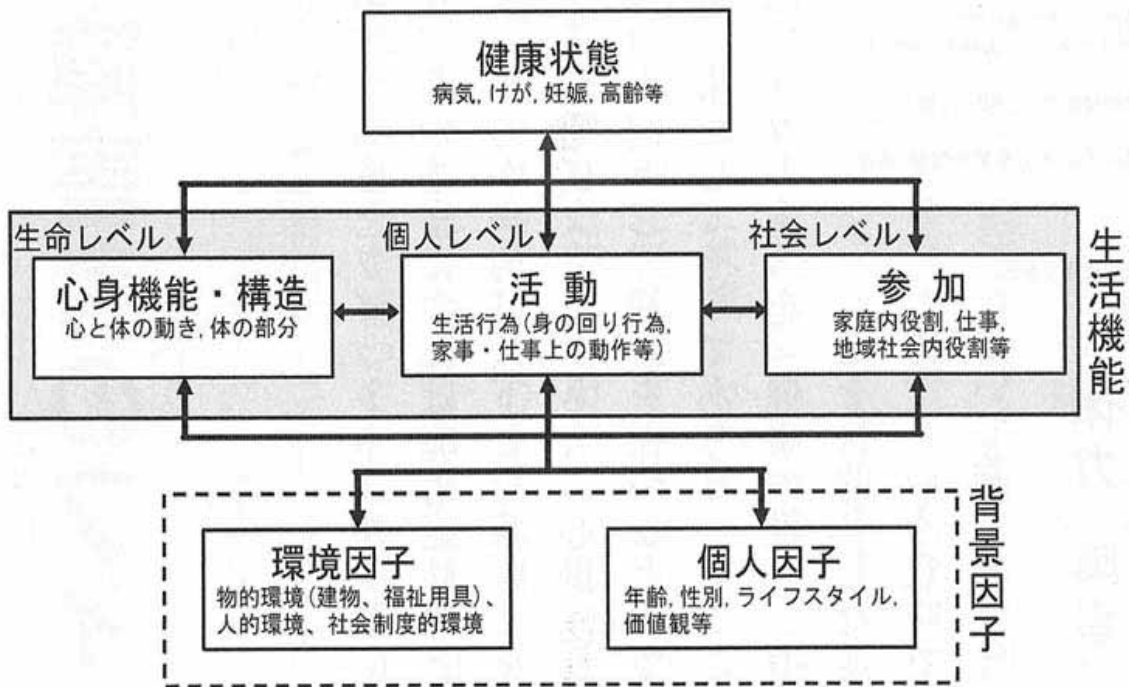 健康状態
病気, けが, 妊娠, 高齢等
生命レベル
個人レベル
社会レベル
生活機能
心身機能・構造
心と体の動き, 体の部分
活 動
生活行為(身の回り行為,
家事・仕事上の動作等)
参 加
家庭内役割, 仕事,
地域社会内役割等
背景因子
環境因子
物的環境(建物、福祉用具)、
人的環境、社会制度的環境
個人因子
年齢, 性別, ライフスタイル,
価値観等